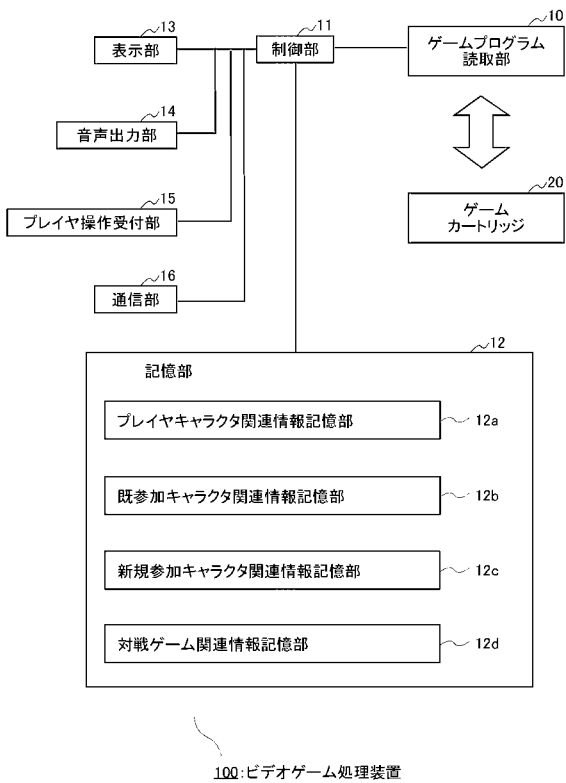 13
表示部
11
制御部
10
ゲームプログラム
読取部
14
音声出力部
15
プレイヤ操作受付部
16
通信部
20
ゲーム
カートリッジ
12
記憶部
プレイヤキャラクタ関連情報記憶部
12a
既参加キャラクタ関連情報記憶部
12b
新規参加キャラクタ関連情報記憶部
12c
対戦ゲーム関連情報記憶部
12d
100:ビデオゲーム処理装置